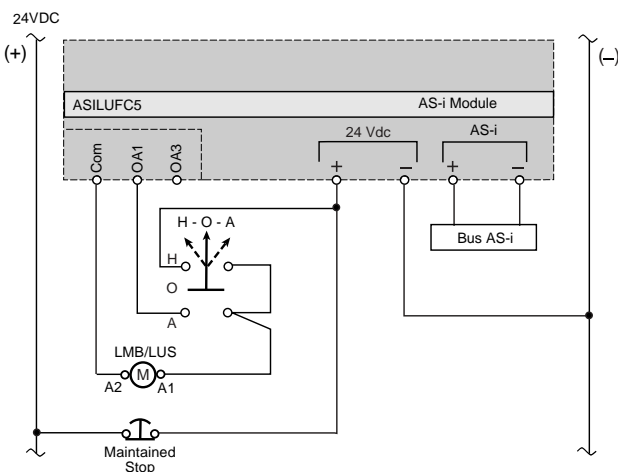 24VDC
(+)
(–)
ASILUFC5
AS-i Module
24 Vdc
AS-i
Com
OA1
OA3
+
–
+
–
H - O - A
Bus AS-i
H
O
A
LMB/LUS
M
A2
A1
Maintained
Stop